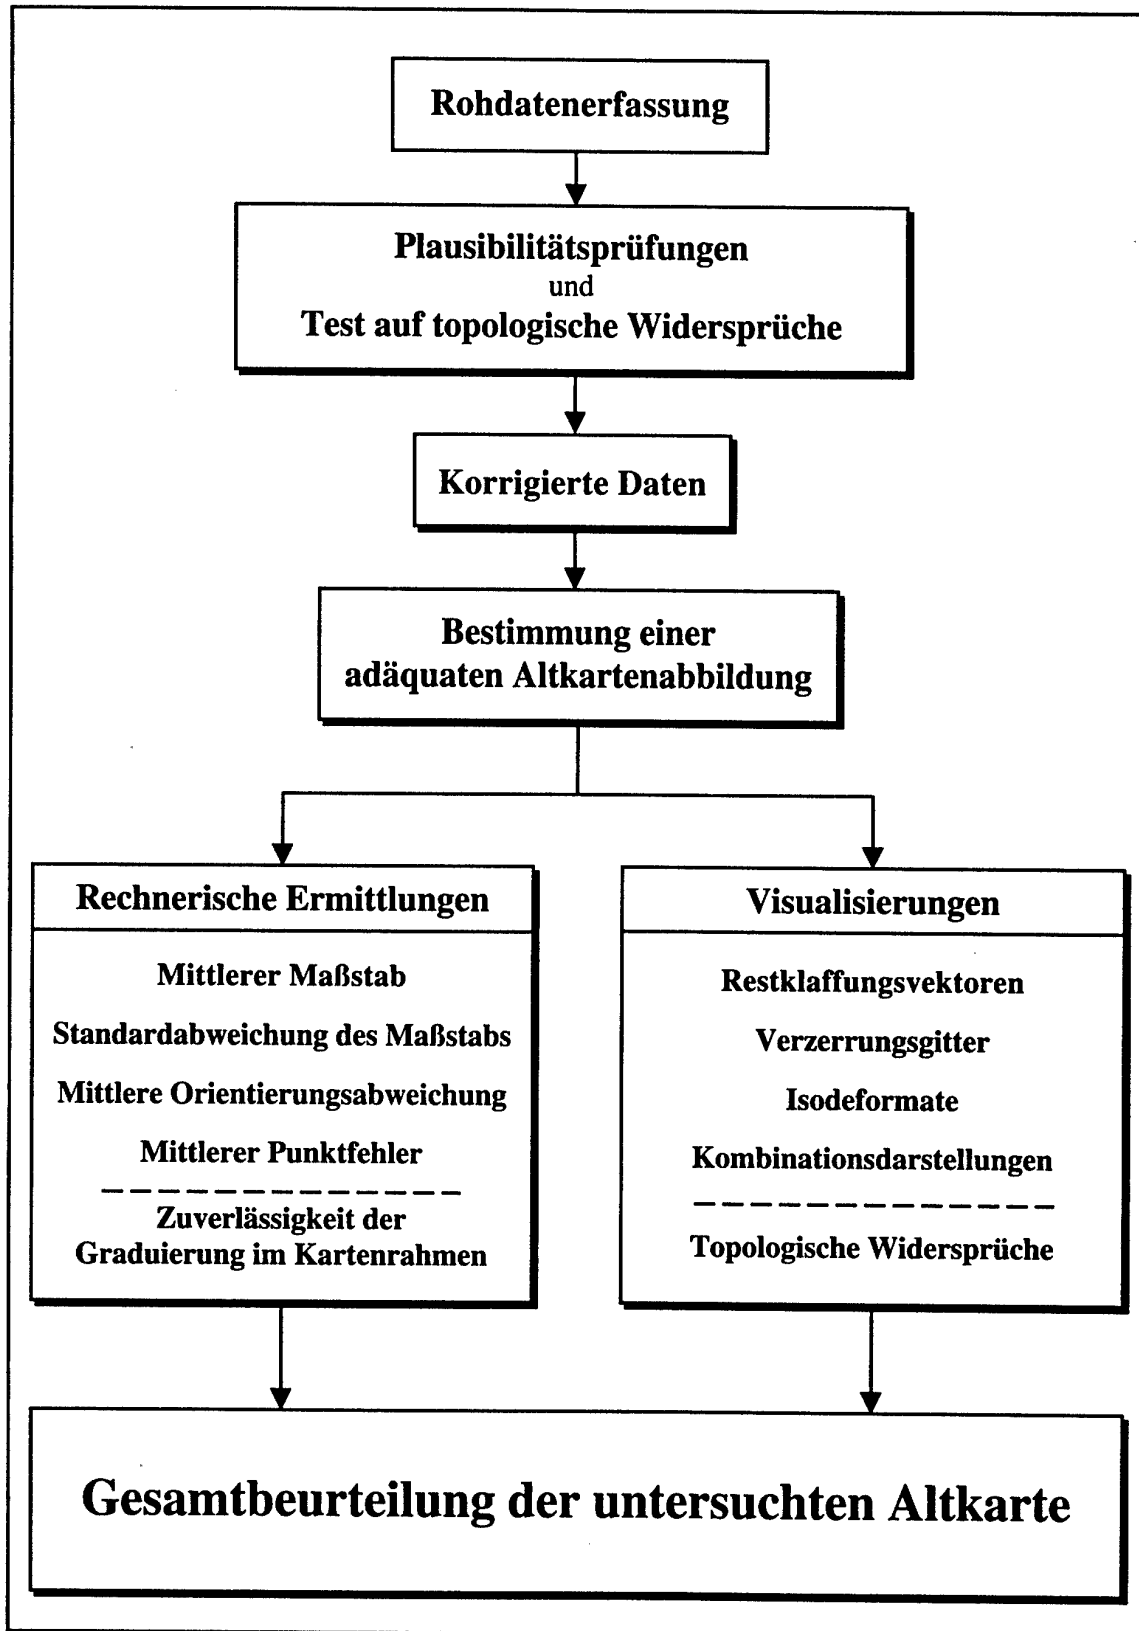 Rohdatenerfassung
Plausibilitätsprüfungen
und
Test auf topologische Widersprüche
Korrigierte Daten
Bestimmung einer
adäquaten Altkartenabbildung
Rechnerische Ermittlungen
Mittlerer Maßstab
Standardabweichung des Maßstabs
Mittlere Orientierungsabweichung
Mittlerer Punktfehler
Zuverlässigkeit der
Graduierung im Kartenrahmen
Visualisierungen
Restklaffungsvektoren
Verzerrungsgitter
Isodeformate
Kombinationsdarstellungen
Topologische Widersprüche
Gesamtbeurteilung der untersuchten Altkarte